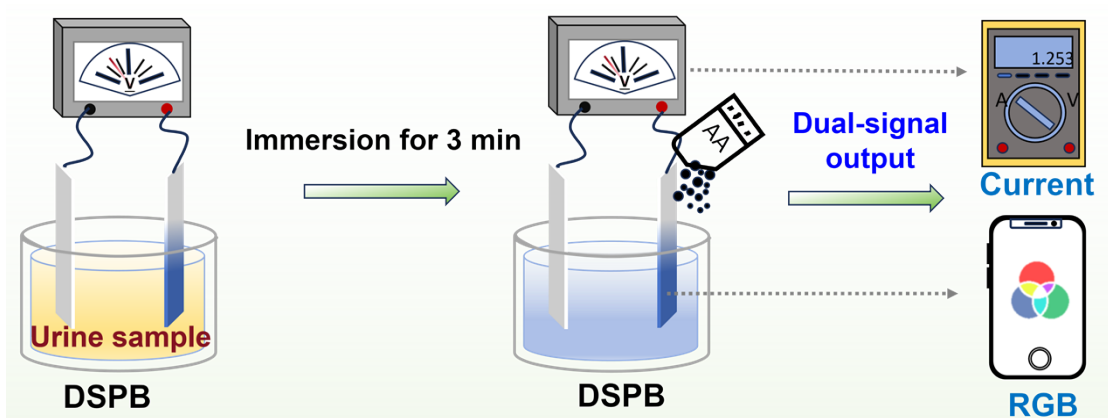 V
Urine sample
DSPB
Immersion for 3 min
V
AA
DSPB
Dual-signal
output
1.253
A V
Current
RGB